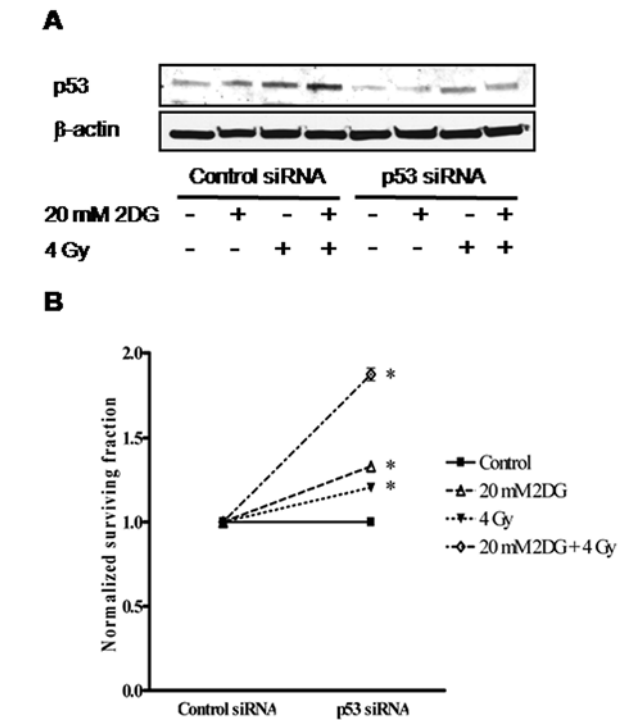 A
p53
β-actin
Control siRNA p53 siRNA
20 mM 2DG - + - + - + - +
4 Gy - - + + - - + +
B
2.0
1.5
1.0
0.5
0.0
Normalized surviving fraction
*
*
*
Control
20 mM2DG
4 Gy
20 mM2DG+4 Gy
Control siRNA p53 siRNA